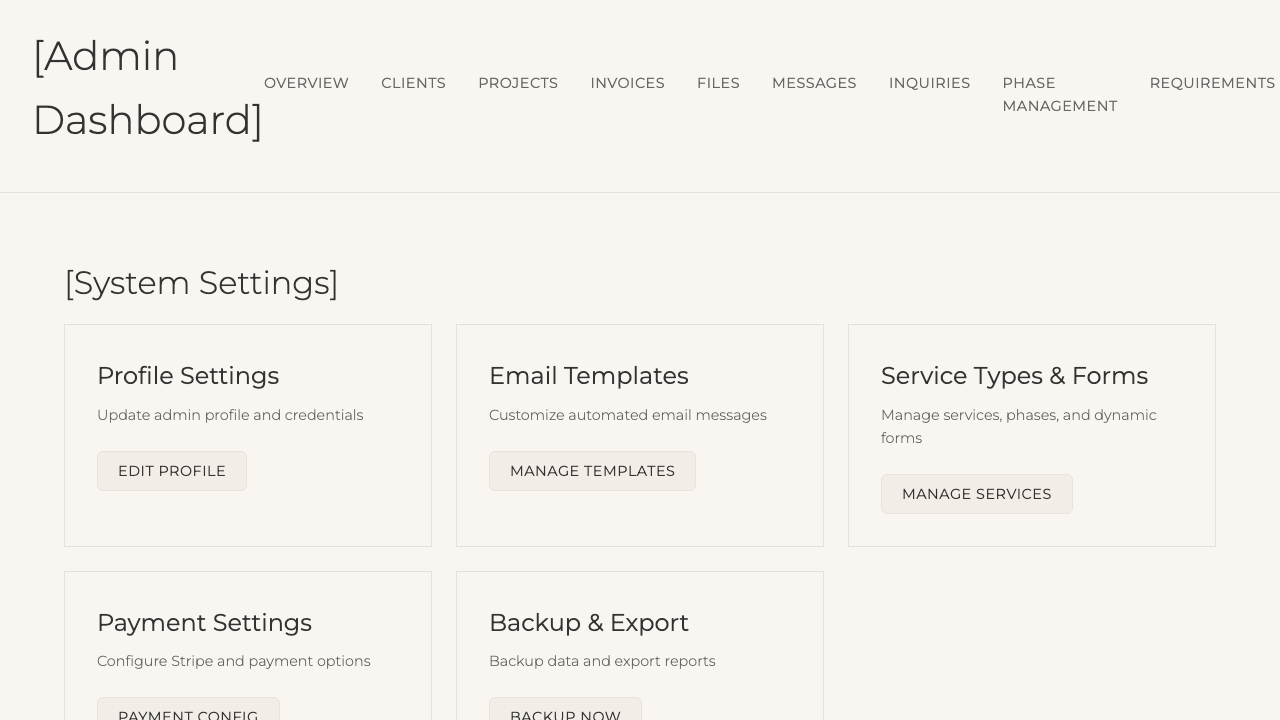 [Admin
Dashboard]
OVERVIEW
CLIENTS
PROJECTS
INVOICES
FILES
MESSAGES
INQUIRIES
PHASE
MANAGEMENT
REQUIREMENTS
[System Settings]
Profile Settings
Update admin profile and credentials
EDIT PROFILE
Email Templates
Customize automated email messages
MANAGE TEMPLATES
Service Types & Forms
Manage services, phases, and dynamic
forms
MANAGE SERVICES
Payment Settings
Configure Stripe and payment options
PAYMENT CONFIG
Backup & Export
Backup data and export reports
BACKUP NOW